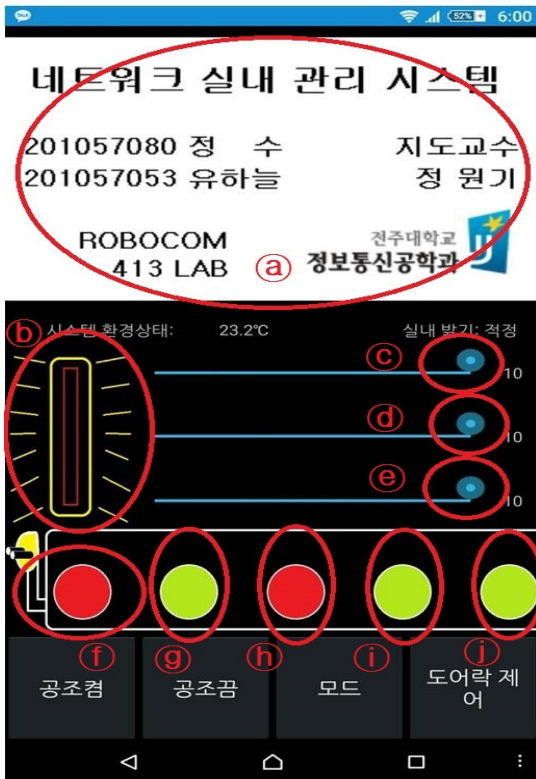 TALK 52% 6:00
네트워크 실내 관리 시스템
201057080 정 수 지도교수
201057053 유하늘 정 원기
ROBOCOM 전주대학교
413 LAB ⓐ 정보통신공학과
ⓑ 시스템 환경상태: 23.2℃ 실내 밝기: 적정
ⓒ 10
ⓓ 10
ⓔ 10
ⓕ ⓖ ⓗ ⓘ ⓙ
공조켬 공조끔 모드 도어락 제
어